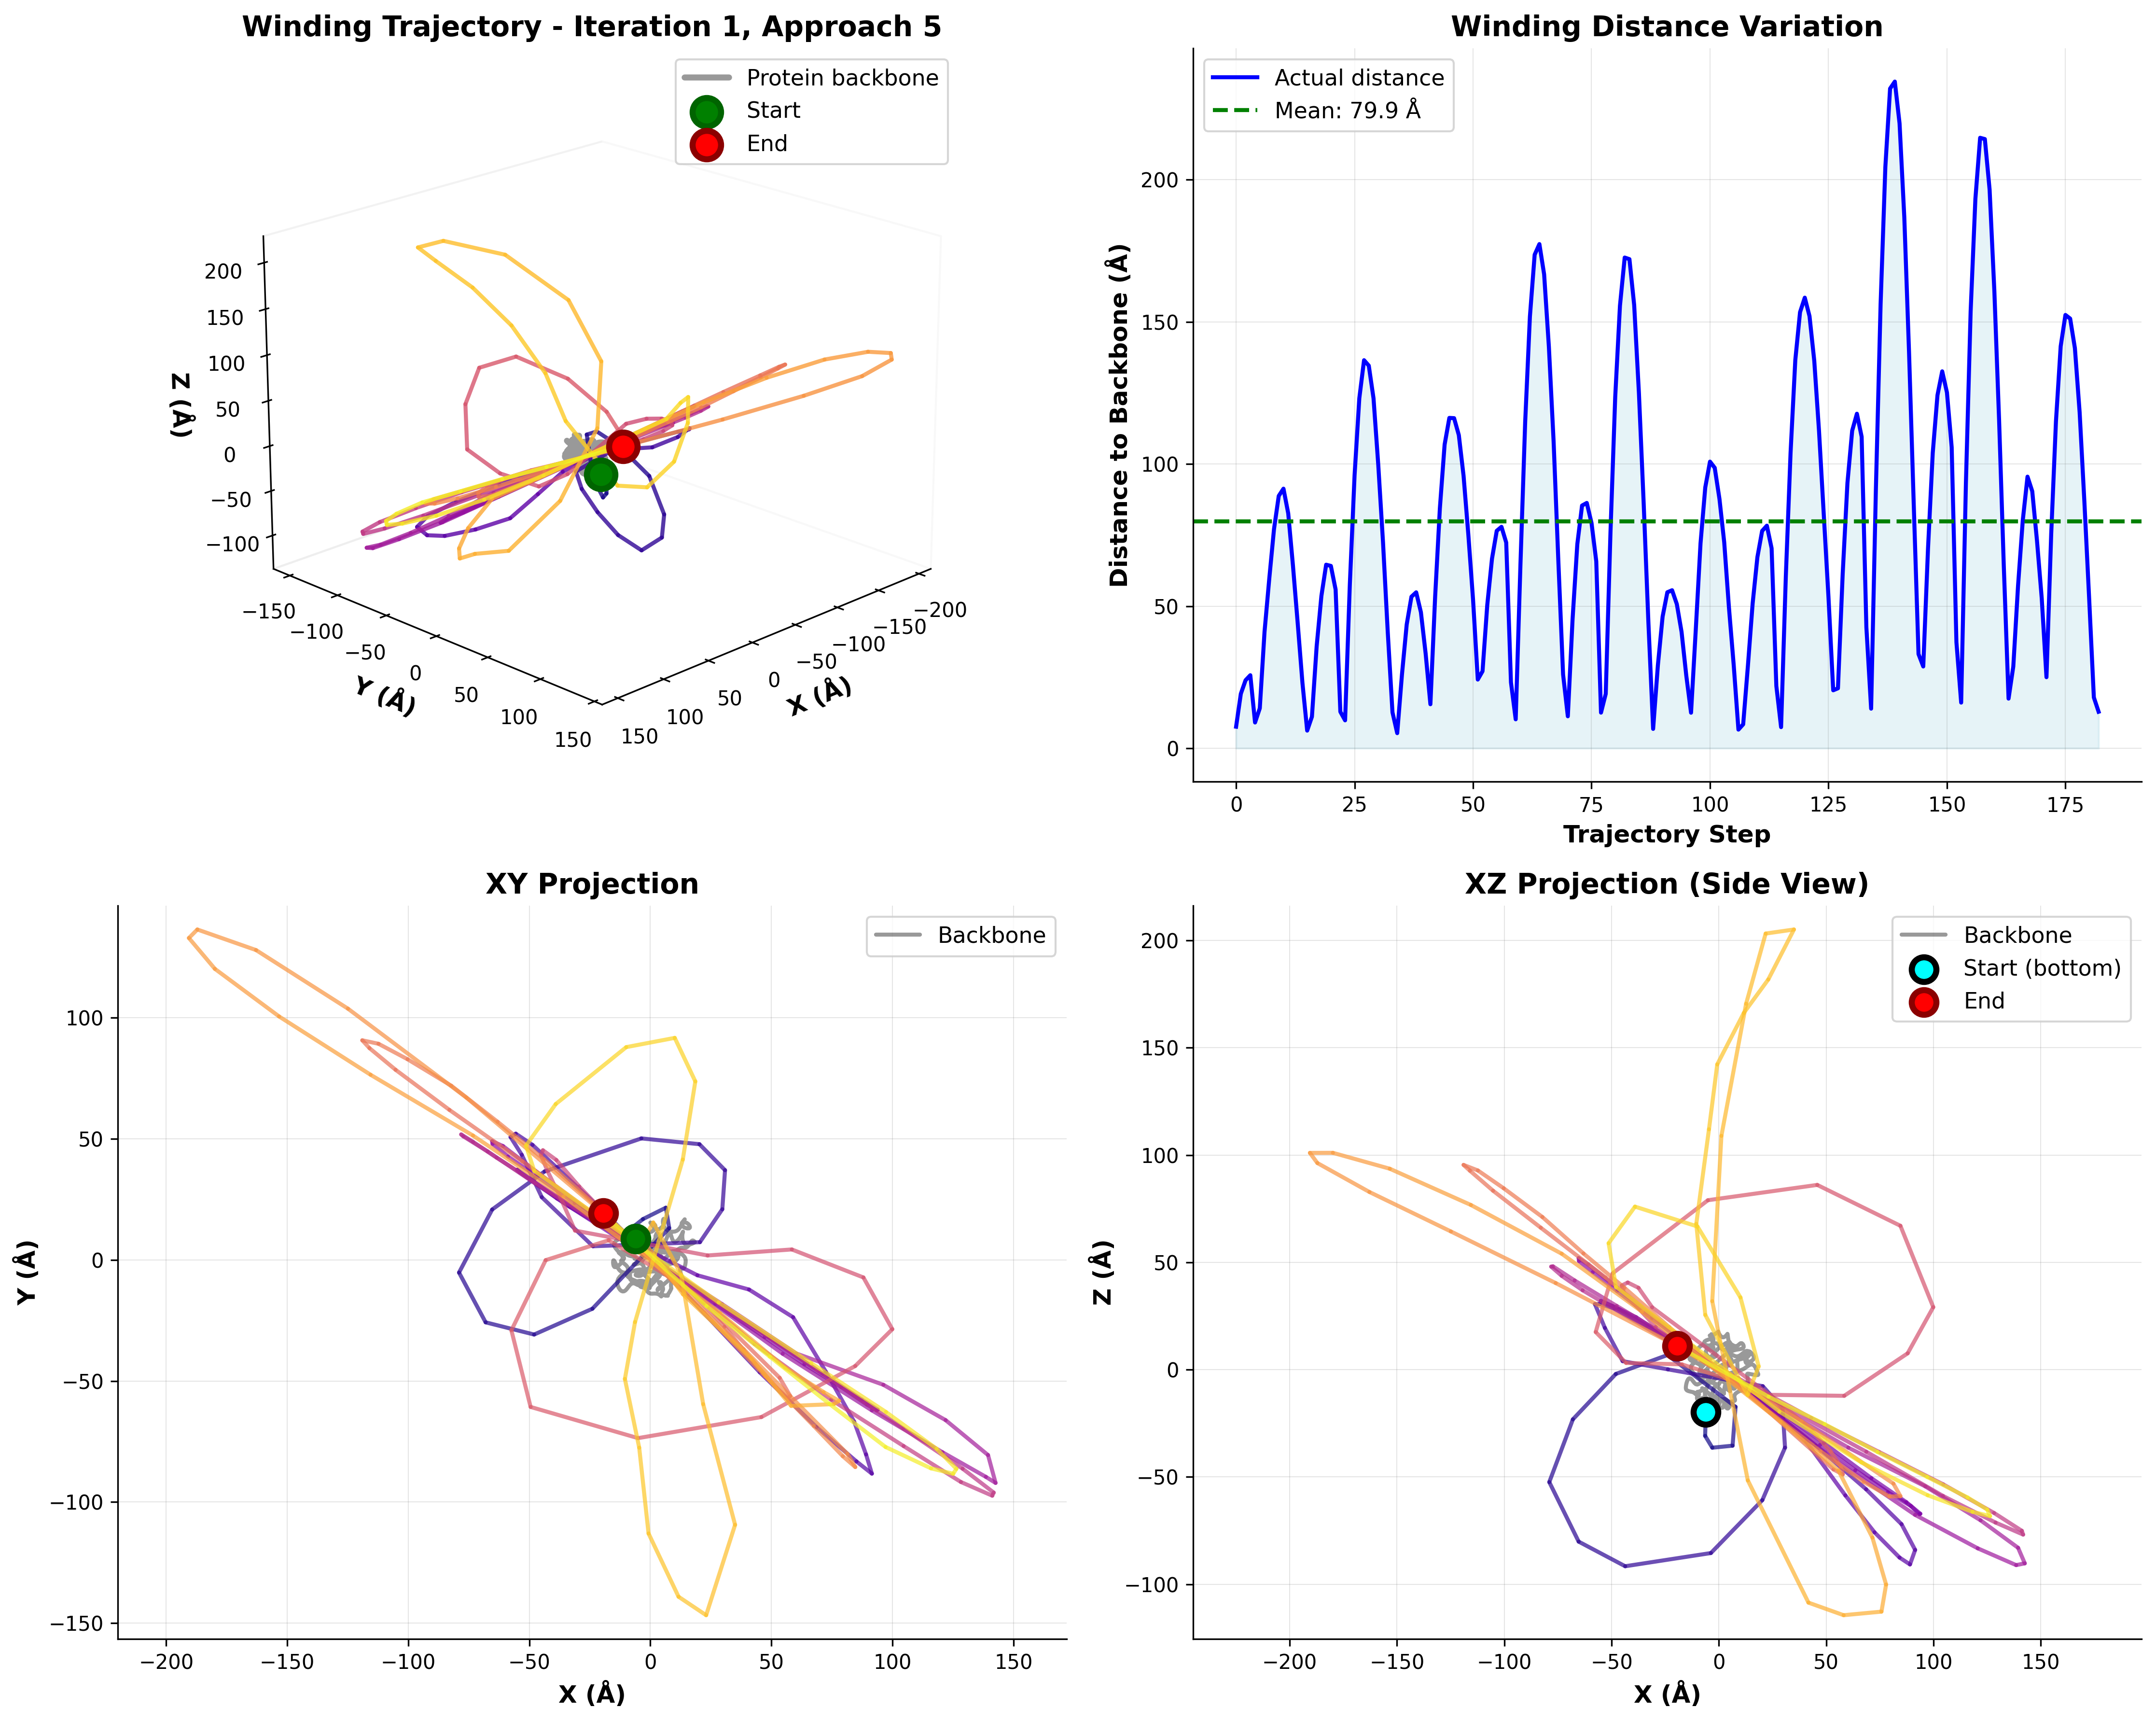 Winding Trajectory - Iteration 1, Approach 5
Protein backbone
Start
End
200
150
100
50
0
−50
−100
Z (Å)
−150
−100
−50
0
50
100
150
Y (Å)
150
100
50
0
−50
−100
−150
−200
X (Å)
Winding Distance Variation
Actual distance
Mean: 79.9 Å
200
150
100
50
0
Distance to Backbone (Å)
0 25 50 75 100 125 150 175
Trajectory Step
XY Projection
Backbone
100
50
0
−50
−100
−150
Y (Å)
−200 −150 −100 −50 0 50 100 150
X (Å)
XZ Projection (Side View)
Backbone
Start (bottom)
End
200
150
100
50
0
−50
−100
Z (Å)
−200 −150 −100 −50 0 50 100 150
X (Å)